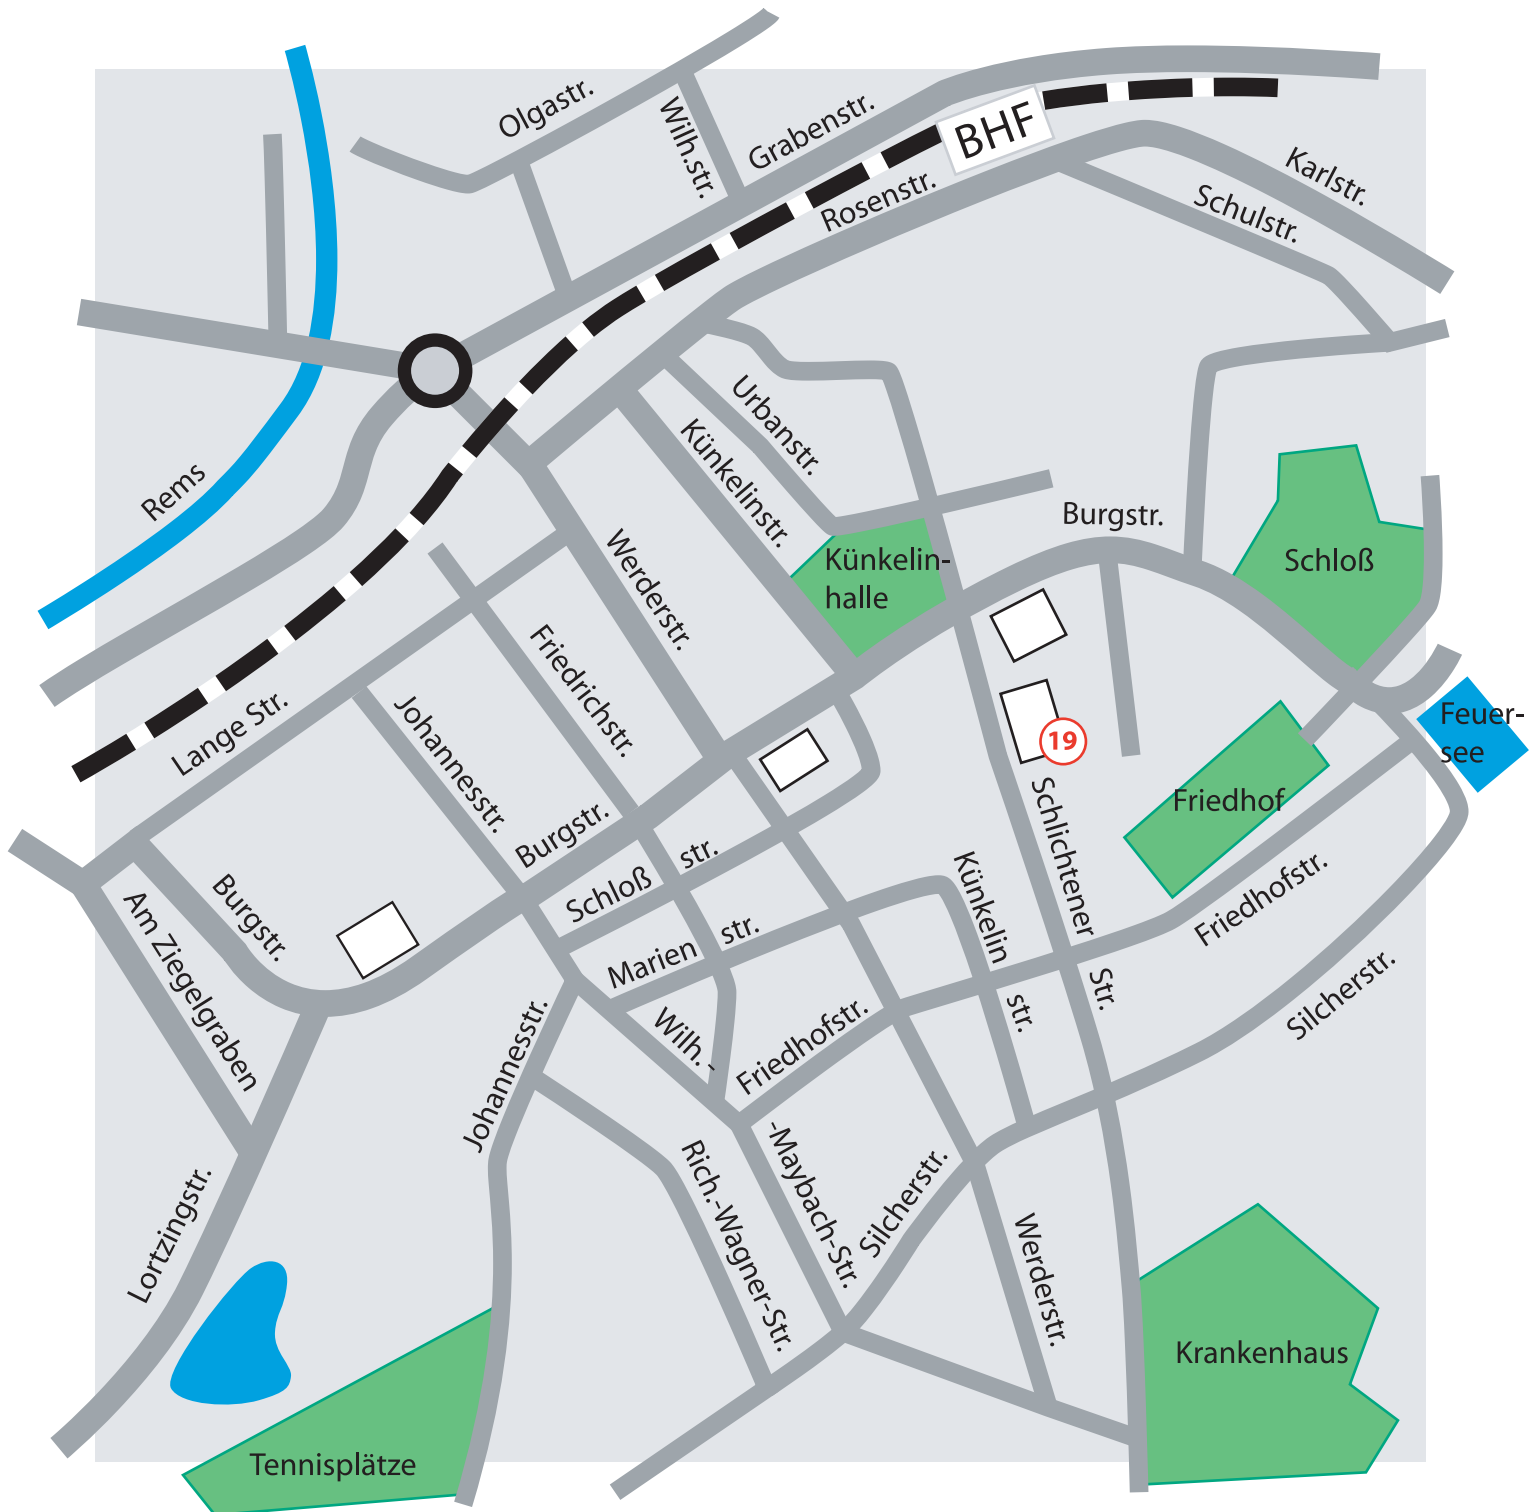 Olgastr.
Wilh.str.
Grabenstr.
BHF
Rosenstr.
Karlstr.
Schulstr.
Rems
Urbanstr.
Künkelinstr.
Burgstr.
Künkelin-
halle
Schloß
Werderstr.
Friedrichstr.
Lange Str.
Johannesstr.
19
Feuer-
see
Friedhof
Burgstr.
Schlichtener
Str.
Schloß
str.
Künkelin
str.
Friedhofstr.
Burgstr.
Am Ziegelgraben
Marien
str.
Silcherstr.
Wilh. -
-Maybach-Str.
Friedhofstr.
Johannesstr.
Rich.-Wagner-Str.
Silcherstr.
Lortzingstr.
Werderstr.
Krankenhaus
Tennisplätze